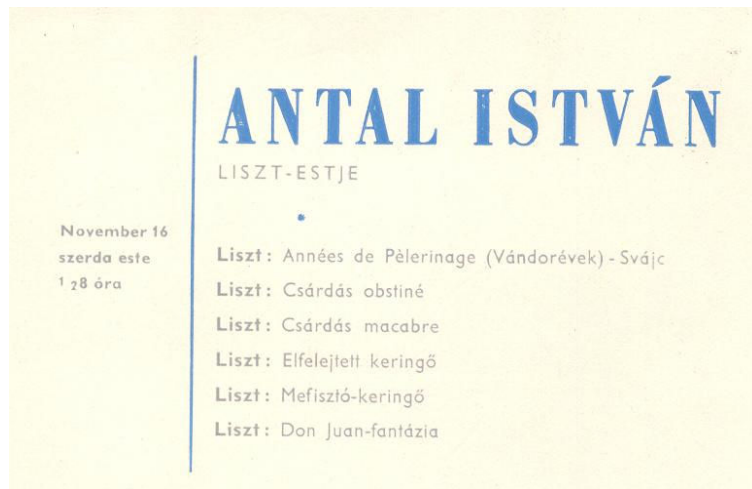 ANTAL ISTVÁN
LISZT-ESTJE
November 16
szerda este
1 28 óra
Liszt: Années de Pèlerinage (Vándorévek) - Svájc
Liszt: Csárdás obstiné
Liszt: Csárdás macabre
Liszt: Elfelejtett keringő
Liszt: Mefisztó-keringő
Liszt: Don Juan-fantázia